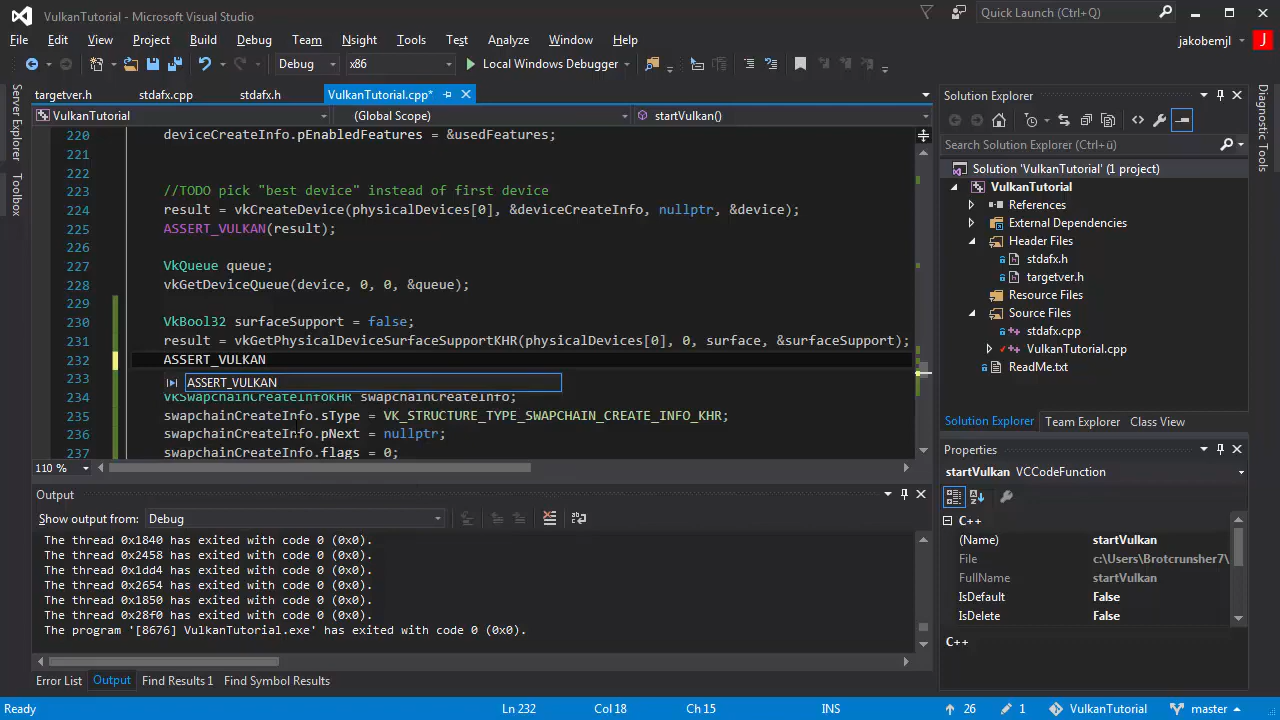 VulkanTutorial - Microsoft Visual Studio
Quick Launch (Ctrl+Q)
File Edit View Project Build Debug Team Nsight Tools Test Analyze Window Help
jakobemjl J
Debug x86 Local Windows Debugger
Server Explorer
Toolbox
targetver.h stdafx.cpp stdafx.h VulkanTutorial.cpp*
VulkanTutorial (Global Scope) startVulkan()
220 deviceCreateInfo.pEnabledFeatures = &usedFeatures;
221
222
223 //TODO pick "best device" instead of first device
224 result = vkCreateDevice(physicalDevices[0], &deviceCreateInfo, nullptr, &device);
225 ASSERT_VULKAN(result);
226
227 VkQueue queue;
228 vkGetDeviceQueue(device, 0, 0, &queue);
229
230 VkBool32 surfaceSupport = false;
231 result = vkGetPhysicalDeviceSurfaceSupportKHR(physicalDevices[0], 0, surface, &surfaceSupport);
232 ASSERT_VULKAN
233 ASSERT_VULKAN
234 VkSwapchainCreateInfoKHR swapchainCreateInfo;
235 swapchainCreateInfo.sType = VK_STRUCTURE_TYPE_SWAPCHAIN_CREATE_INFO_KHR;
236 swapchainCreateInfo.pNext = nullptr;
237 swapchainCreateInfo.flags = 0;
110 %
Output
Show output from: Debug
The thread 0x1840 has exited with code 0 (0x0).
The thread 0x2458 has exited with code 0 (0x0).
The thread 0x1dd4 has exited with code 0 (0x0).
The thread 0x2654 has exited with code 0 (0x0).
The thread 0x1850 has exited with code 0 (0x0).
The thread 0x28f0 has exited with code 0 (0x0).
The program '[8676] VulkanTutorial.exe' has exited with code 0 (0x0).
Error List Output Find Results 1 Find Symbol Results
Solution Explorer
Search Solution Explorer (Ctrl+ü)
Solution 'VulkanTutorial' (1 project)
VulkanTutorial
References
External Dependencies
Header Files
stdafx.h
targetver.h
Resource Files
Source Files
stdafx.cpp
VulkanTutorial.cpp
ReadMe.txt
Solution Explorer Team Explorer Class View
Properties
startVulkan VCCodeFunction
C++
(Name) startVulkan
File c:\Users\Brotcrunsher7\
FullName startVulkan
IsDefault False
IsDelete False
C++
Diagnostic Tools
Ready Ln 232 Col 18 Ch 15 INS 26 1 VulkanTutorial master